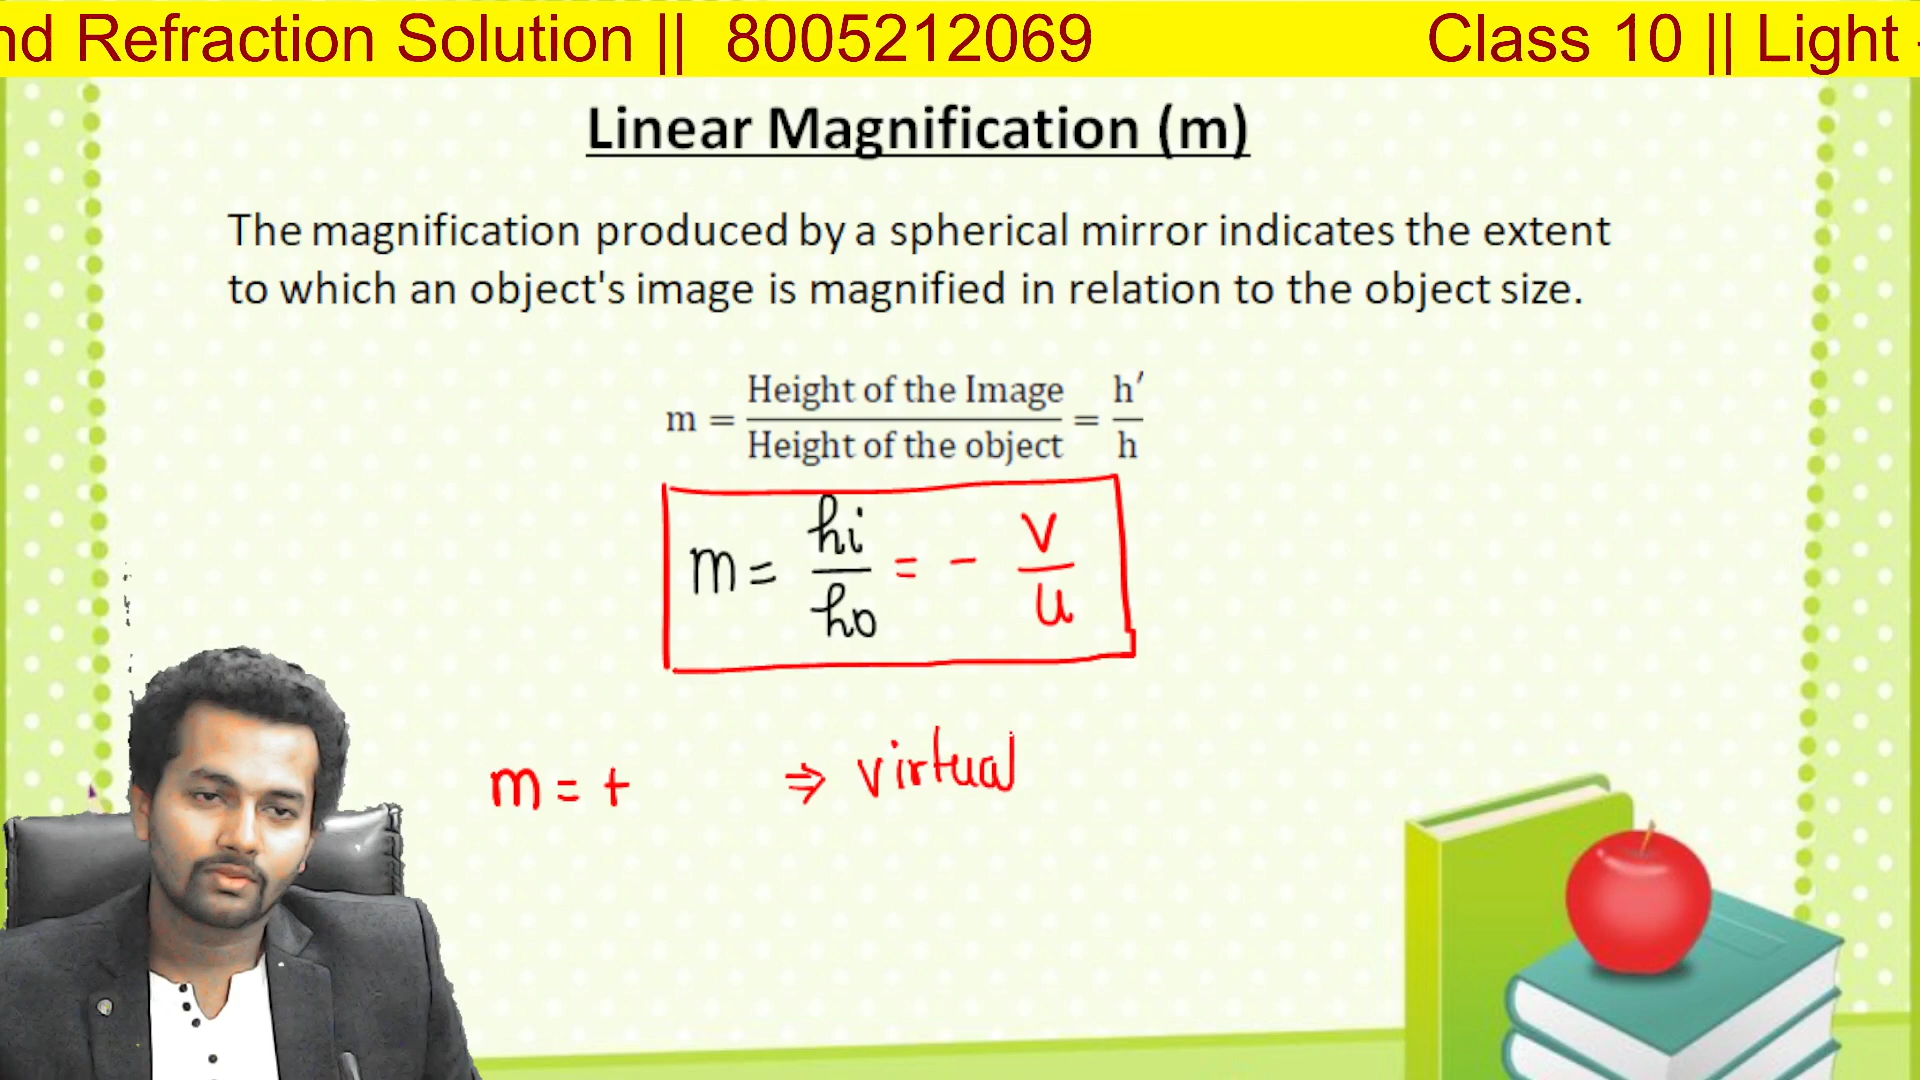 nd Refraction Solution || 8005212069 Class 10 || Light -
Linear Magnification (m)
The magnification produced by a spherical mirror indicates the extent
to which an object's image is magnified in relation to the object size.
m = Height of the Image / Height of the object = h′ / h
m = hi / ho = - v / u
m = + ⇒ virtual